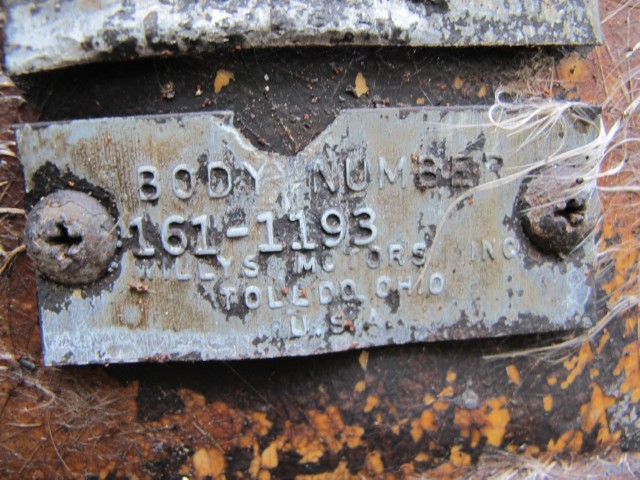 BODY NUMBER
161-1193
WILLYS MOTORS INC
TOLEDO, OHIO
U.S.A